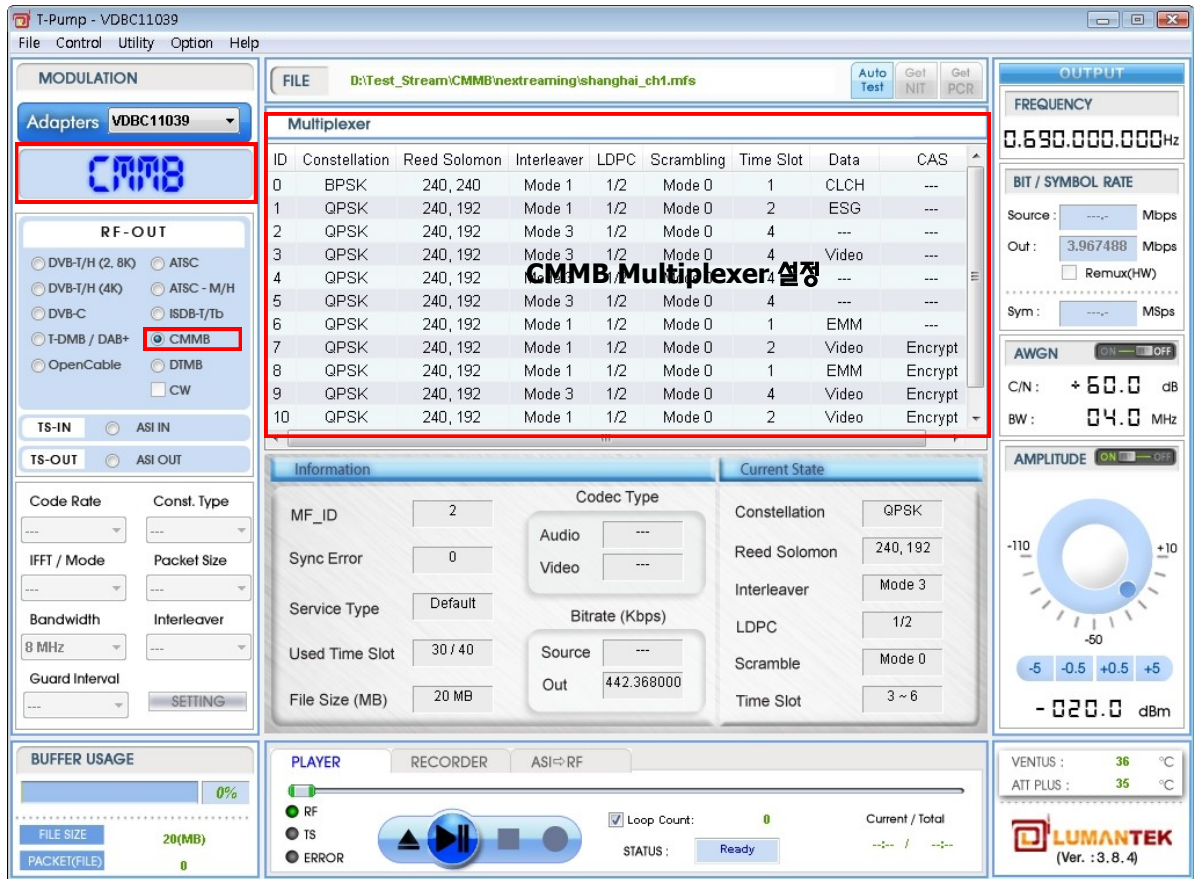 T-Pump - VDBC11039
File Control Utility Option Help
MODULATION
Adapters VDBC11039
CMMB
RF-OUT
DVB-T/H (2, 8K) ATSC
DVB-T/H (4K) ATSC - M/H
DVB-C ISDB-T/Tb
T-DMB / DAB+ CMMB
OpenCable DTMB
CW
TS-IN ASI IN
TS-OUT ASI OUT
Code Rate Const. Type
--- ---
IFFT / Mode Packet Size
--- ---
Bandwidth Interleaver
8 MHz ---
Guard Interval
--- SETTING
BUFFER USAGE
0%
FILE SIZE 20(MB)
PACKET(FILE) 0
FILE D:\Test_Stream\CMMB\nextreaming\shanghai_ch1.mfs Auto Test Get NIT Get PCR
Multiplexer
ID Constellation Reed Solomon Interleaver LDPC Scrambling Time Slot Data CAS
0 BPSK 240, 240 Mode 1 1/2 Mode 0 1 CLCH ---
1 QPSK 240, 192 Mode 1 1/2 Mode 0 2 ESG ---
2 QPSK 240, 192 Mode 3 1/2 Mode 0 4 --- ---
3 QPSK 240, 192 Mode 3 1/2 Mode 0 4 Video ---
4 QPSK 240, 192 Mode 3 1/2 Mode 0 4 --- ---
CMMB Multiplexer 설정
5 QPSK 240, 192 Mode 3 1/2 Mode 0 4 --- ---
6 QPSK 240, 192 Mode 1 1/2 Mode 0 1 EMM ---
7 QPSK 240, 192 Mode 1 1/2 Mode 0 2 Video Encrypt
8 QPSK 240, 192 Mode 1 1/2 Mode 0 1 EMM Encrypt
9 QPSK 240, 192 Mode 3 1/2 Mode 0 4 Video Encrypt
10 QPSK 240, 192 Mode 1 1/2 Mode 0 2 Video Encrypt
Information
MF_ID 2
Sync Error 0
Service Type Default
Used Time Slot 30 / 40
File Size (MB) 20 MB
Codec Type
Audio ---
Video ---
Bitrate (Kbps)
Source ---
Out 442.368000
Current State
Constellation QPSK
Reed Solomon 240, 192
Interleaver Mode 3
LDPC 1/2
Scramble Mode 0
Time Slot 3 ~ 6
PLAYER RECORDER ASI⇨RF
RF
TS
ERROR
Loop Count: 0
STATUS : Ready
Current / Total
--:-- / --:--
OUTPUT
FREQUENCY
0.690.000.000Hz
BIT / SYMBOL RATE
Source : ---.- Mbps
Out : 3.967488 Mbps
Remux(HW)
Sym : ---.- MSps
AWGN ON OFF
C/N : +60.0 dB
BW : 04.0 MHz
AMPLITUDE ON OFF
-110 +10
-50
-5 -0.5 +0.5 +5
-020.0 dBm
VENTUS : 36 °C
ATT PLUS : 35 °C
LUMANTEK
(Ver. :3.8.4)